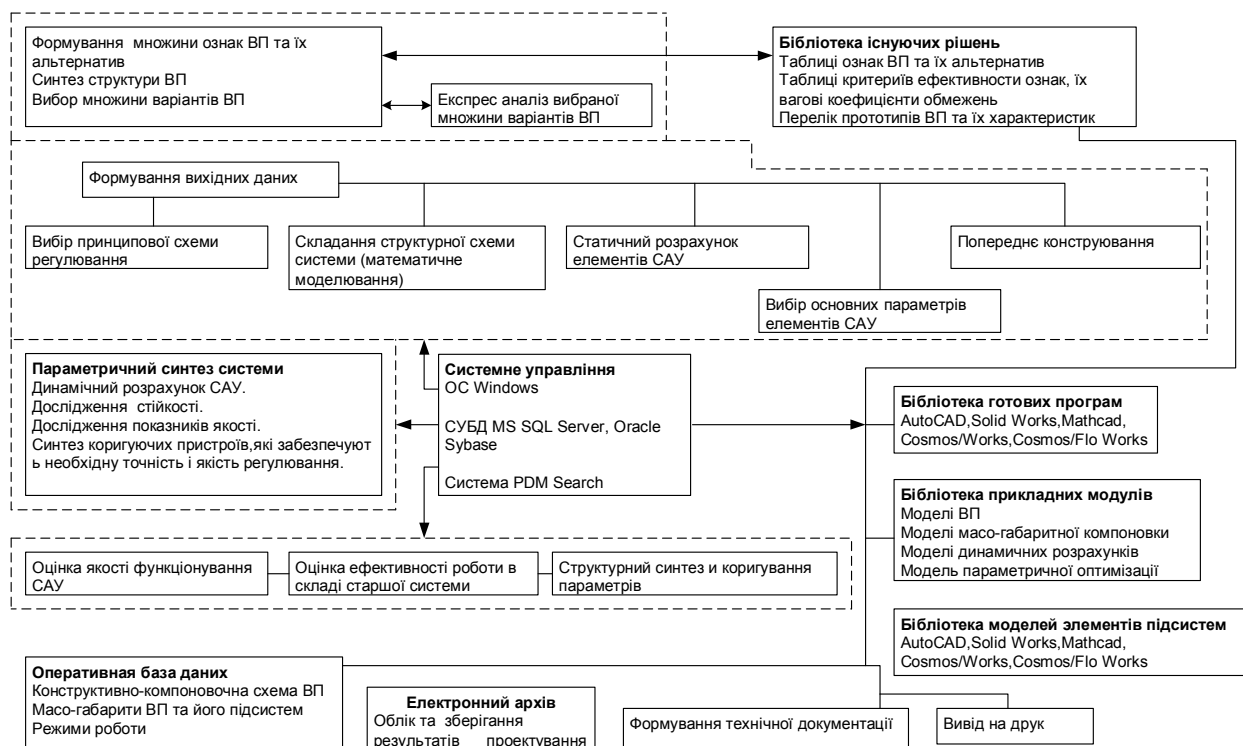 Формування множини ознак ВП та їх
альтернатив
Синтез структури ВП
Вибор множини варіантів ВП
Експрес аналіз вибраної
множини варіантів ВП
Бібліотека існуючих рішень
Таблиці ознак ВП та їх альтернатив
Таблиці критериїв ефективности ознак, їх
вагові коефицієнти обмежень
Перелік прототипів ВП та їх характеристик
Формування вихідних даних
Вибір принципової схеми
регулювання
Складання структурної схеми
системи (математичне
моделювання)
Статичний розрахунок
елементів САУ
Вибір основних параметрів
елементів САУ
Попереднє конструювання
Параметричний синтез системи
Динамічний розрахунок САУ.
Дослідження стійкості.
Дослідження показників якості.
Синтез коригуючих пристроїв,які забезпечуют
ь необхідну точність і якість регулювання.
Системне управління
ОС Windows
СУБД MS SQL Server, Oracle
Sybase
Система PDM Search
Бібліотека готових програм
AutoCAD,Solid Works,Mathcad,
Cosmos/Works,Cosmos/Flo Works
Бібліотека прикладних модулів
Моделі ВП
Моделі масо-габаритної компоновки
Моделі динамичних розрахунків
Модель параметричної оптимізації
Оцінка якості функціонування
САУ
Оцінка ефективності роботи в
складі старшої системи
Структурний синтез и коригування
параметрів
Бібліотека моделей элементів підсистем
AutoCAD,Solid Works,Mathcad,
Cosmos/Works,Cosmos/Flo Works
Оперативная база даних
Конструктивно-компоновочна схема ВП
Масо-габарити ВП та його підсистем
Режими роботи
Електронний архів
Облік та зберігання
результатів проектування
Формування технічної документації
Вивід на друк